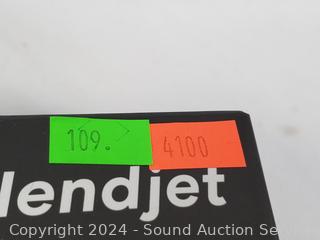 109.
4100
lendjet
Copyright 2024 - Sound Auction Se